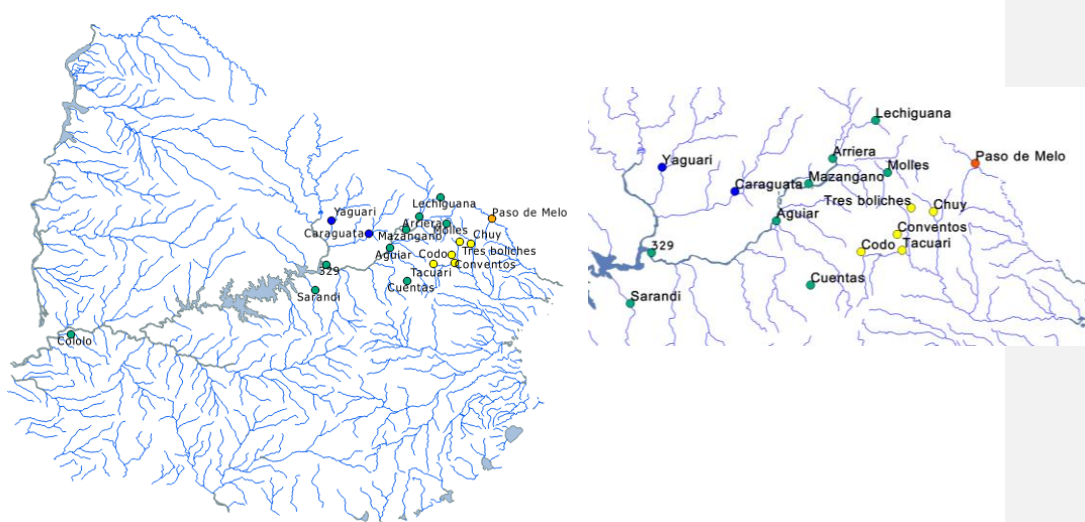 Lechiguana
Yaguari
Paso de Melo
Arriera
Molles
Caraguata
Mazangano
Chuy
Aguiar
Tres boliches
Codo
Conventos
329
Tacuari
Cuentas
Sarandi
Cololo
Lechiguana
Arriera
Paso de Melo
Yaguari
Molles
Mazangano
Caraguata
Tres boliches
Chuy
Aguiar
Conventos
329
Codo
Tacuari
Cuentas
Sarandi